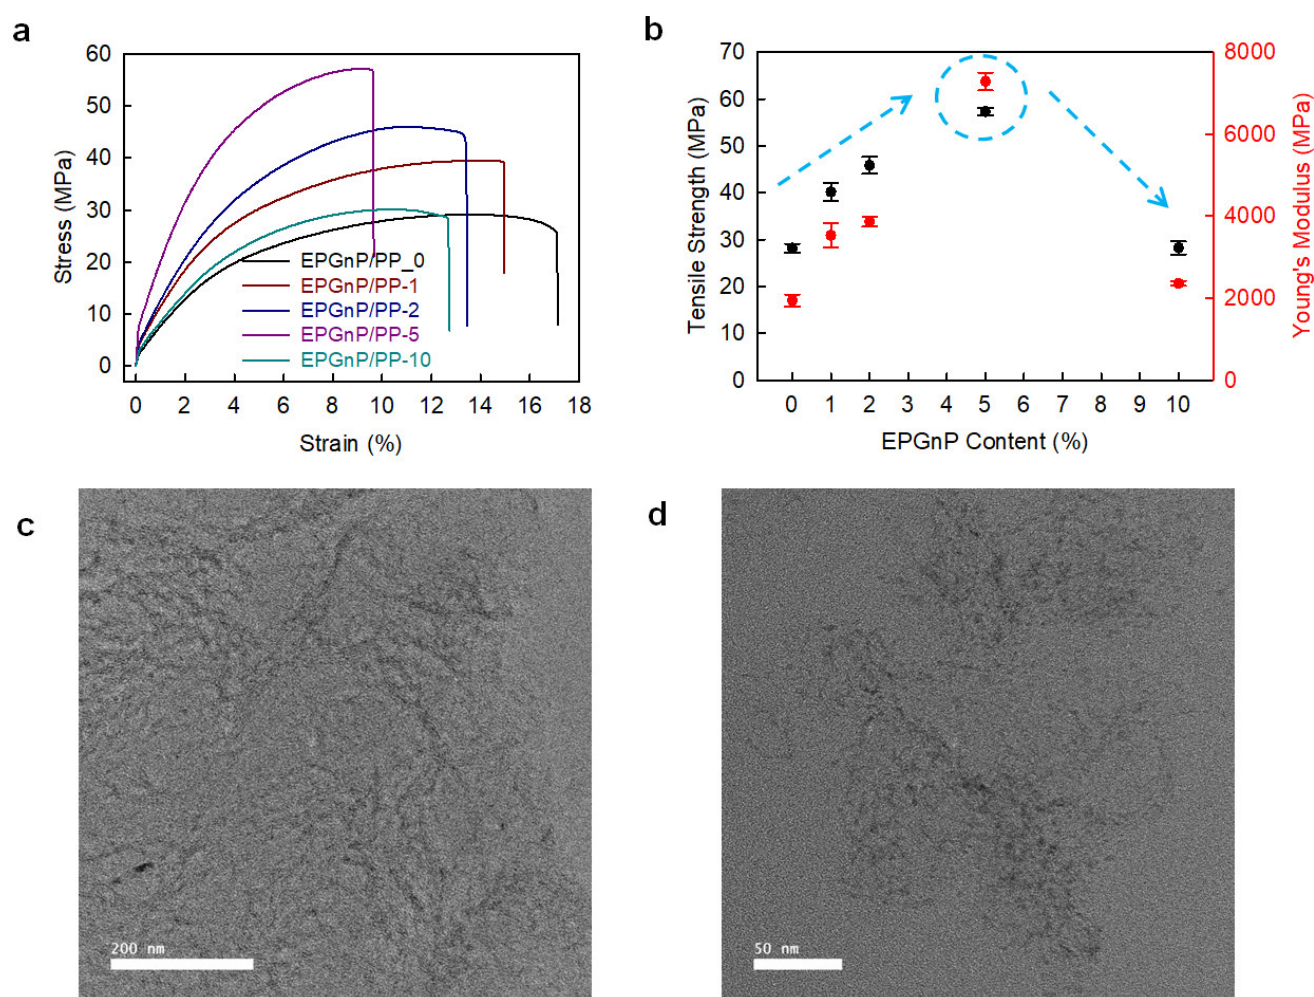 a
60
50
40
30
20
10
0
Stress (MPa)
EPGnP/PP_0
EPGnP/PP-1
EPGnP/PP-2
EPGnP/PP-5
EPGnP/PP-10
0 2 4 6 8 10 12 14 16 18
Strain (%)
b
70
60
50
40
30
20
10
0
Tensile Strength (MPa)
8000
6000
4000
2000
0
Young's Modulus (MPa)
0 1 2 3 4 5 6 7 8 9 10
EPGnP Content (%)
c
200 nm
d
50 nm